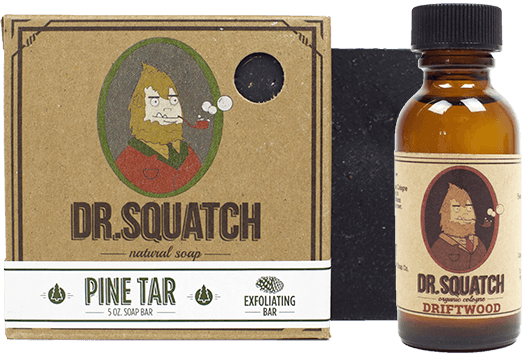 DR.SQUATCH
natural soap
PINE TAR
5 OZ. SOAP BAR
EXFOLIATING
BAR
DR.SQUATCH
organic cologne
DRIFTWOOD